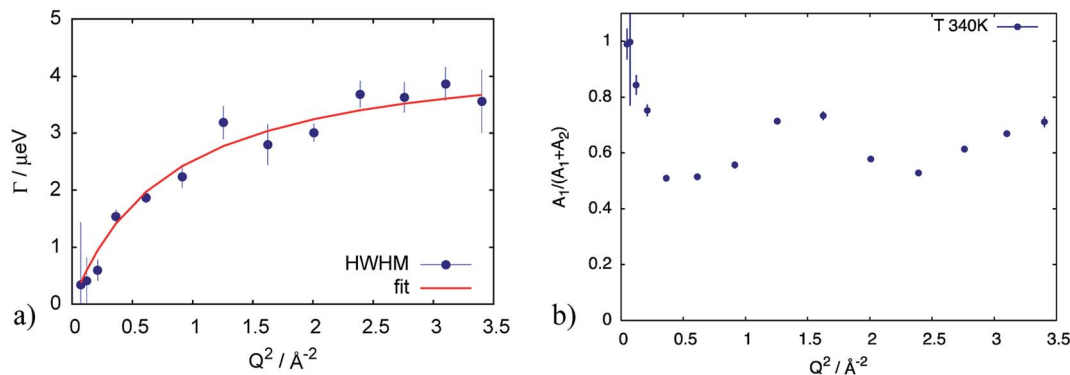 a)
Γ / μeV
5
4
3
2
1
0
HWHM
fit
0 0.5 1 1.5 2 2.5 3 3.5
Q² / Å⁻²
b)
A₁/(A₁+A₂)
1
0.8
0.6
0.4
0.2
0
T 340K
0 0.5 1 1.5 2 2.5 3 3.5
Q² / Å⁻²